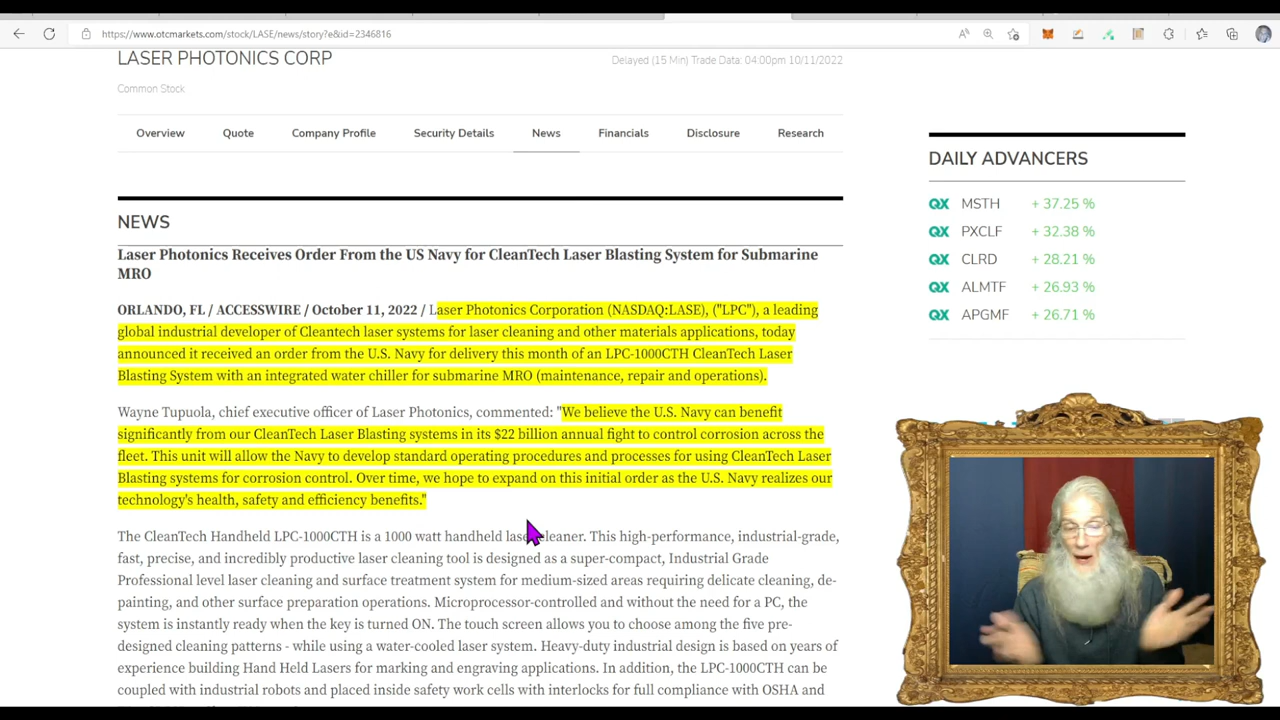 https://www.otcmarkets.com/stock/LASE/news/story?e&id=2346816
LASER PHOTONICS CORP
Delayed (15 Min) Trade Data: 04:00pm 10/11/2022
Common Stock
Overview Quote Company Profile Security Details News Financials Disclosure Research
NEWS
Laser Photonics Receives Order From the US Navy for CleanTech Laser Blasting System for Submarine
MRO
ORLANDO, FL / ACCESSWIRE / October 11, 2022 / Laser Photonics Corporation (NASDAQ:LASE), ("LPC"), a leading
global industrial developer of Cleantech laser systems for laser cleaning and other materials applications, today
announced it received an order from the U.S. Navy for delivery this month of an LPC-1000CTH CleanTech Laser
Blasting System with an integrated water chiller for submarine MRO (maintenance, repair and operations).
Wayne Tupuola, chief executive officer of Laser Photonics, commented: "We believe the U.S. Navy can benefit
significantly from our CleanTech Laser Blasting systems in its $22 billion annual fight to control corrosion across the
fleet. This unit will allow the Navy to develop standard operating procedures and processes for using CleanTech Laser
Blasting systems for corrosion control. Over time, we hope to expand on this initial order as the U.S. Navy realizes our
technology's health, safety and efficiency benefits."
The CleanTech Handheld LPC-1000CTH is a 1000 watt handheld laser cleaner. This high-performance, industrial-grade,
fast, precise, and incredibly productive laser cleaning tool is designed as a super-compact, Industrial Grade
Professional level laser cleaning and surface treatment system for medium-sized areas requiring delicate cleaning, de-
painting, and other surface preparation operations. Microprocessor-controlled and without the need for a PC, the
system is instantly ready when the key is turned ON. The touch screen allows you to choose among the five pre-
designed cleaning patterns - while using a water-cooled laser system. Heavy-duty industrial design is based on years of
experience building Hand Held Lasers for marking and engraving applications. In addition, the LPC-1000CTH can be
coupled with industrial robots and placed inside safety work cells with interlocks for full compliance with OSHA and
DAILY ADVANCERS
QX MSTH + 37.25 %
QX PXCLF + 32.38 %
QX CLRD + 28.21 %
QX ALMTF + 26.93 %
QX APGMF + 26.71 %